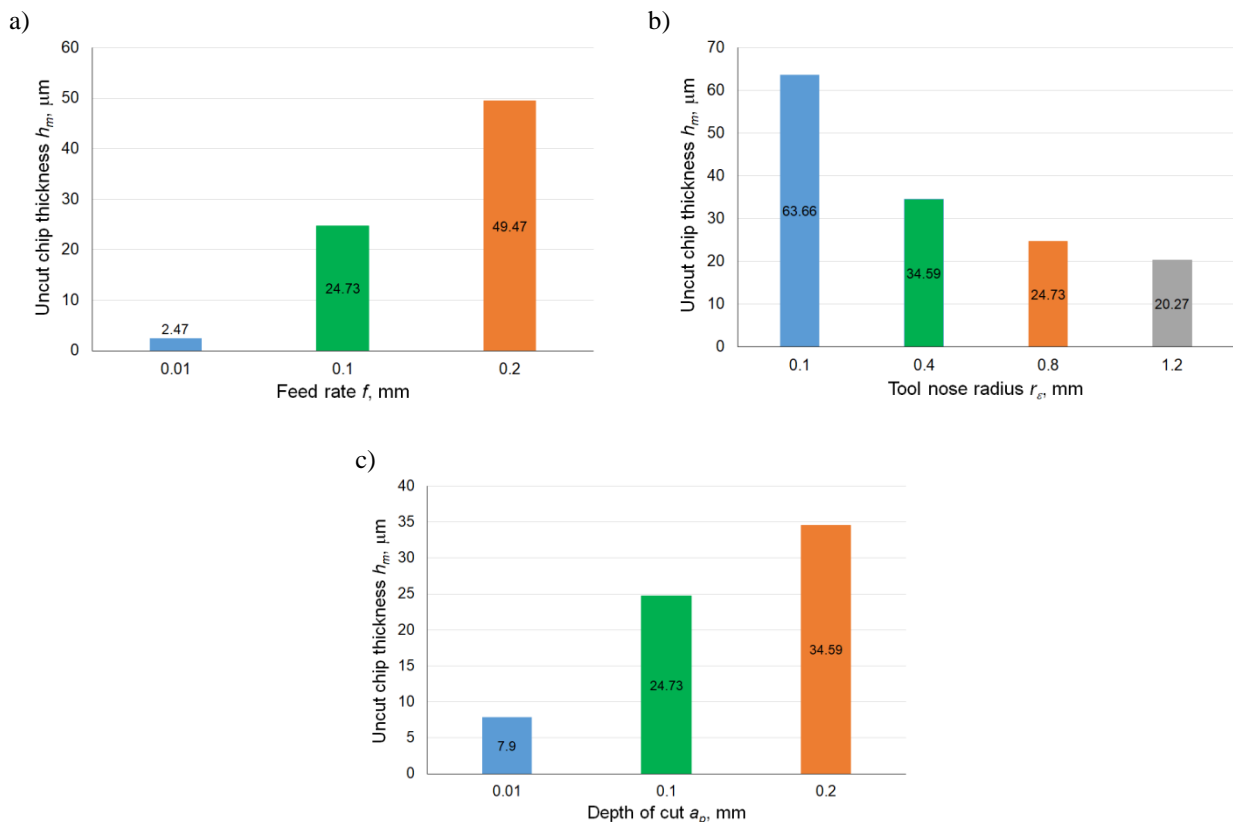 a)
60
50
40
30
20
10
0
Uncut chip thickness hm, μm
2.47
24.73
49.47
0.01 0.1 0.2
Feed rate f, mm
b)
70
60
50
40
30
20
10
0
Uncut chip thickness hm, μm
63.66
34.59
24.73
20.27
0.1 0.4 0.8 1.2
Tool nose radius rε, mm
c)
40
35
30
25
20
15
10
5
0
Uncut chip thickness hm, μm
7.9
24.73
34.59
0.01 0.1 0.2
Depth of cut ap, mm